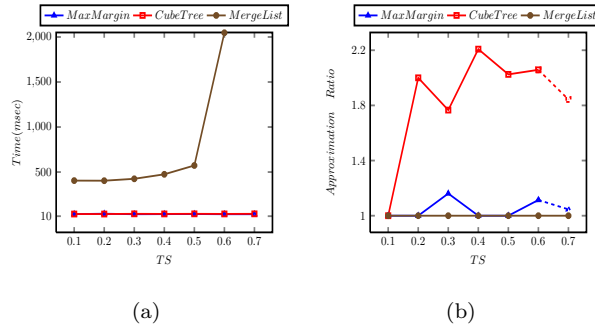 MaxMargin CubeTree MergeList
2,000
1,500
1,000
500
10
Time(msec)
0.1 0.2 0.3 0.4 0.5 0.6 0.7
TS
(a)
MaxMargin CubeTree MergeList
2.2
1.8
1.4
1
Approximation Ratio
0.1 0.2 0.3 0.4 0.5 0.6 0.7
TS
(b)